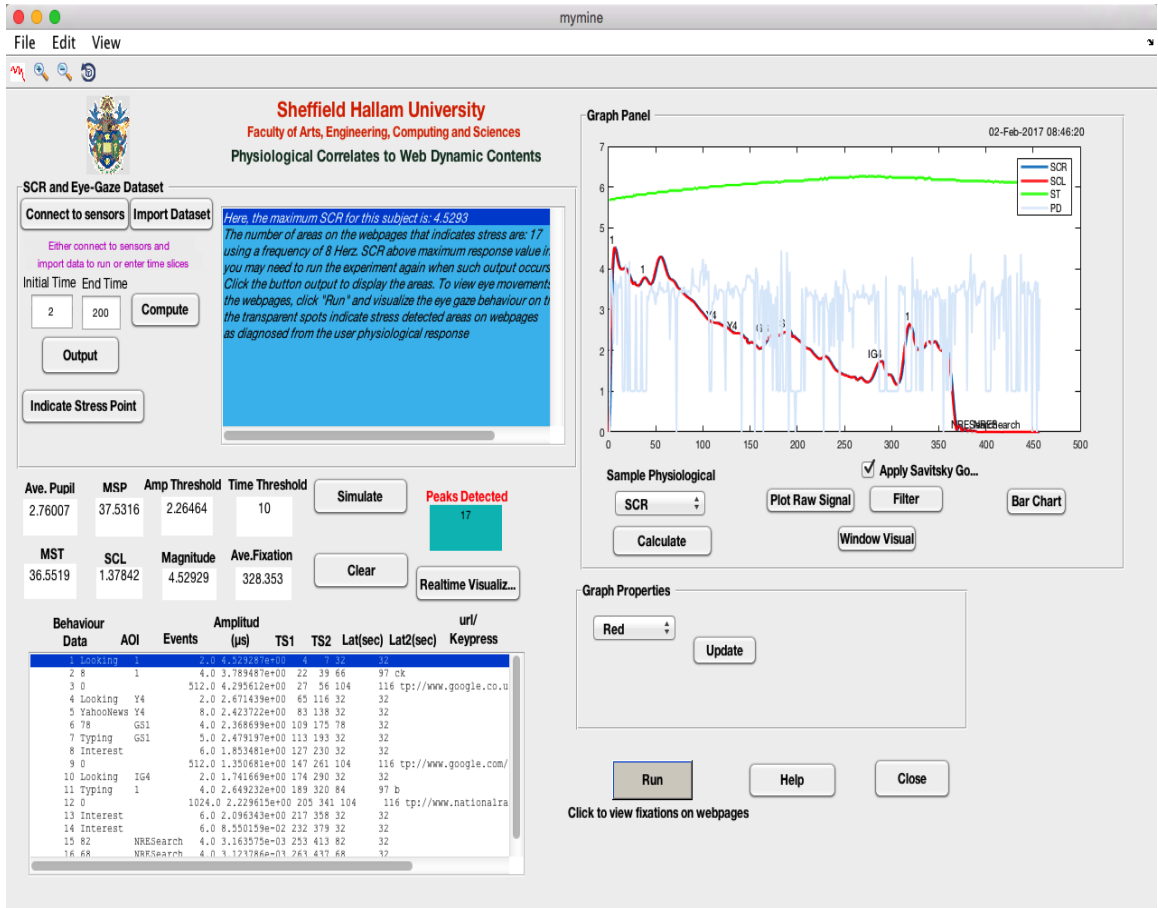 mymine
File Edit View
Sheffield Hallam University
Faculty of Arts, Engineering, Computing and Sciences
Physiological Correlates to Web Dynamic Contents
SCR and Eye-Gaze Dataset
Connect to sensors Import Dataset
Either connect to sensors and
import data to run or enter time slices
Initial Time End Time
2 200 Compute
Output
Indicate Stress Point
Here, the maximum SCR for this subject is: 4.5293
The number of areas on the webpages that indicates stress are: 17
using a frequency of 8 Herz. SCR above maximum response value in
you may need to run the experiment again when such output occurs
Click the button output to display the areas. To view eye movements
the webpages, click "Run" and visualize the eye gaze behaviour on th
the transparent spots indicate stress detected areas on webpages
as diagnosed from the user physiological response
Ave. Pupil MSP Amp Threshold Time Threshold
2.76007 37.5316 2.26464 10
Simulate
Peaks Detected
17
MST SCL Magnitude Ave.Fixation
36.5519 1.37842 4.52929 328.353
Clear
Realtime Visualiz...
Behaviour Data AOI Events Amplitud (µs) TS1 TS2 Lat(sec) Lat2(sec) url/ Keypress
1 Looking 1 2.0 4.529287e+00 4 7 32 32
2 8 1 4.0 3.789487e+00 22 39 66 97 ck
3 0 512.0 4.295612e+00 27 56 104 116 tp://www.google.co.u
4 Looking Y4 2.0 2.671439e+00 65 116 32 32
5 YahooNews Y4 8.0 2.423722e+00 83 138 32 32
6 78 GS1 4.0 2.368699e+00 109 175 78 32
7 Typing GS1 5.0 2.479197e+00 113 193 32 32
8 Interest 6.0 1.853481e+00 127 230 32 32
9 0 512.0 1.350608e+00 147 261 104 116 tp://www.google.com/
10 Looking IG4 2.0 1.741669e+00 174 290 32 32
11 Typing 1 4.0 2.649232e+00 189 320 84 97 b
12 0 1024.0 2.229615e+00 205 341 104 116 tp://www.nationalra
13 Interest 6.0 2.096343e+00 217 358 32 32
14 Interest 6.0 8.550159e-02 232 379 32 32
15 82 NRESearch 4.0 3.163575e-03 253 413 82 32
16 68 NRESearch 4.0 3.123786e-03 263 437 68 32
Graph Panel
02-Feb-2017 08:46:20
SCR
SCL
ST
PD
7
6
5
4
3
2
1
0
1
1
Y4
Y4
IG4
1
0 50 100 150 200 250 300 350 400 450 500
Sample Physiological
SCR
Calculate
Apply Savitsky Go...
Plot Raw Signal Filter Bar Chart
Window Visual
Graph Properties
Red
Update
Run Help Close
Click to view fixations on webpages